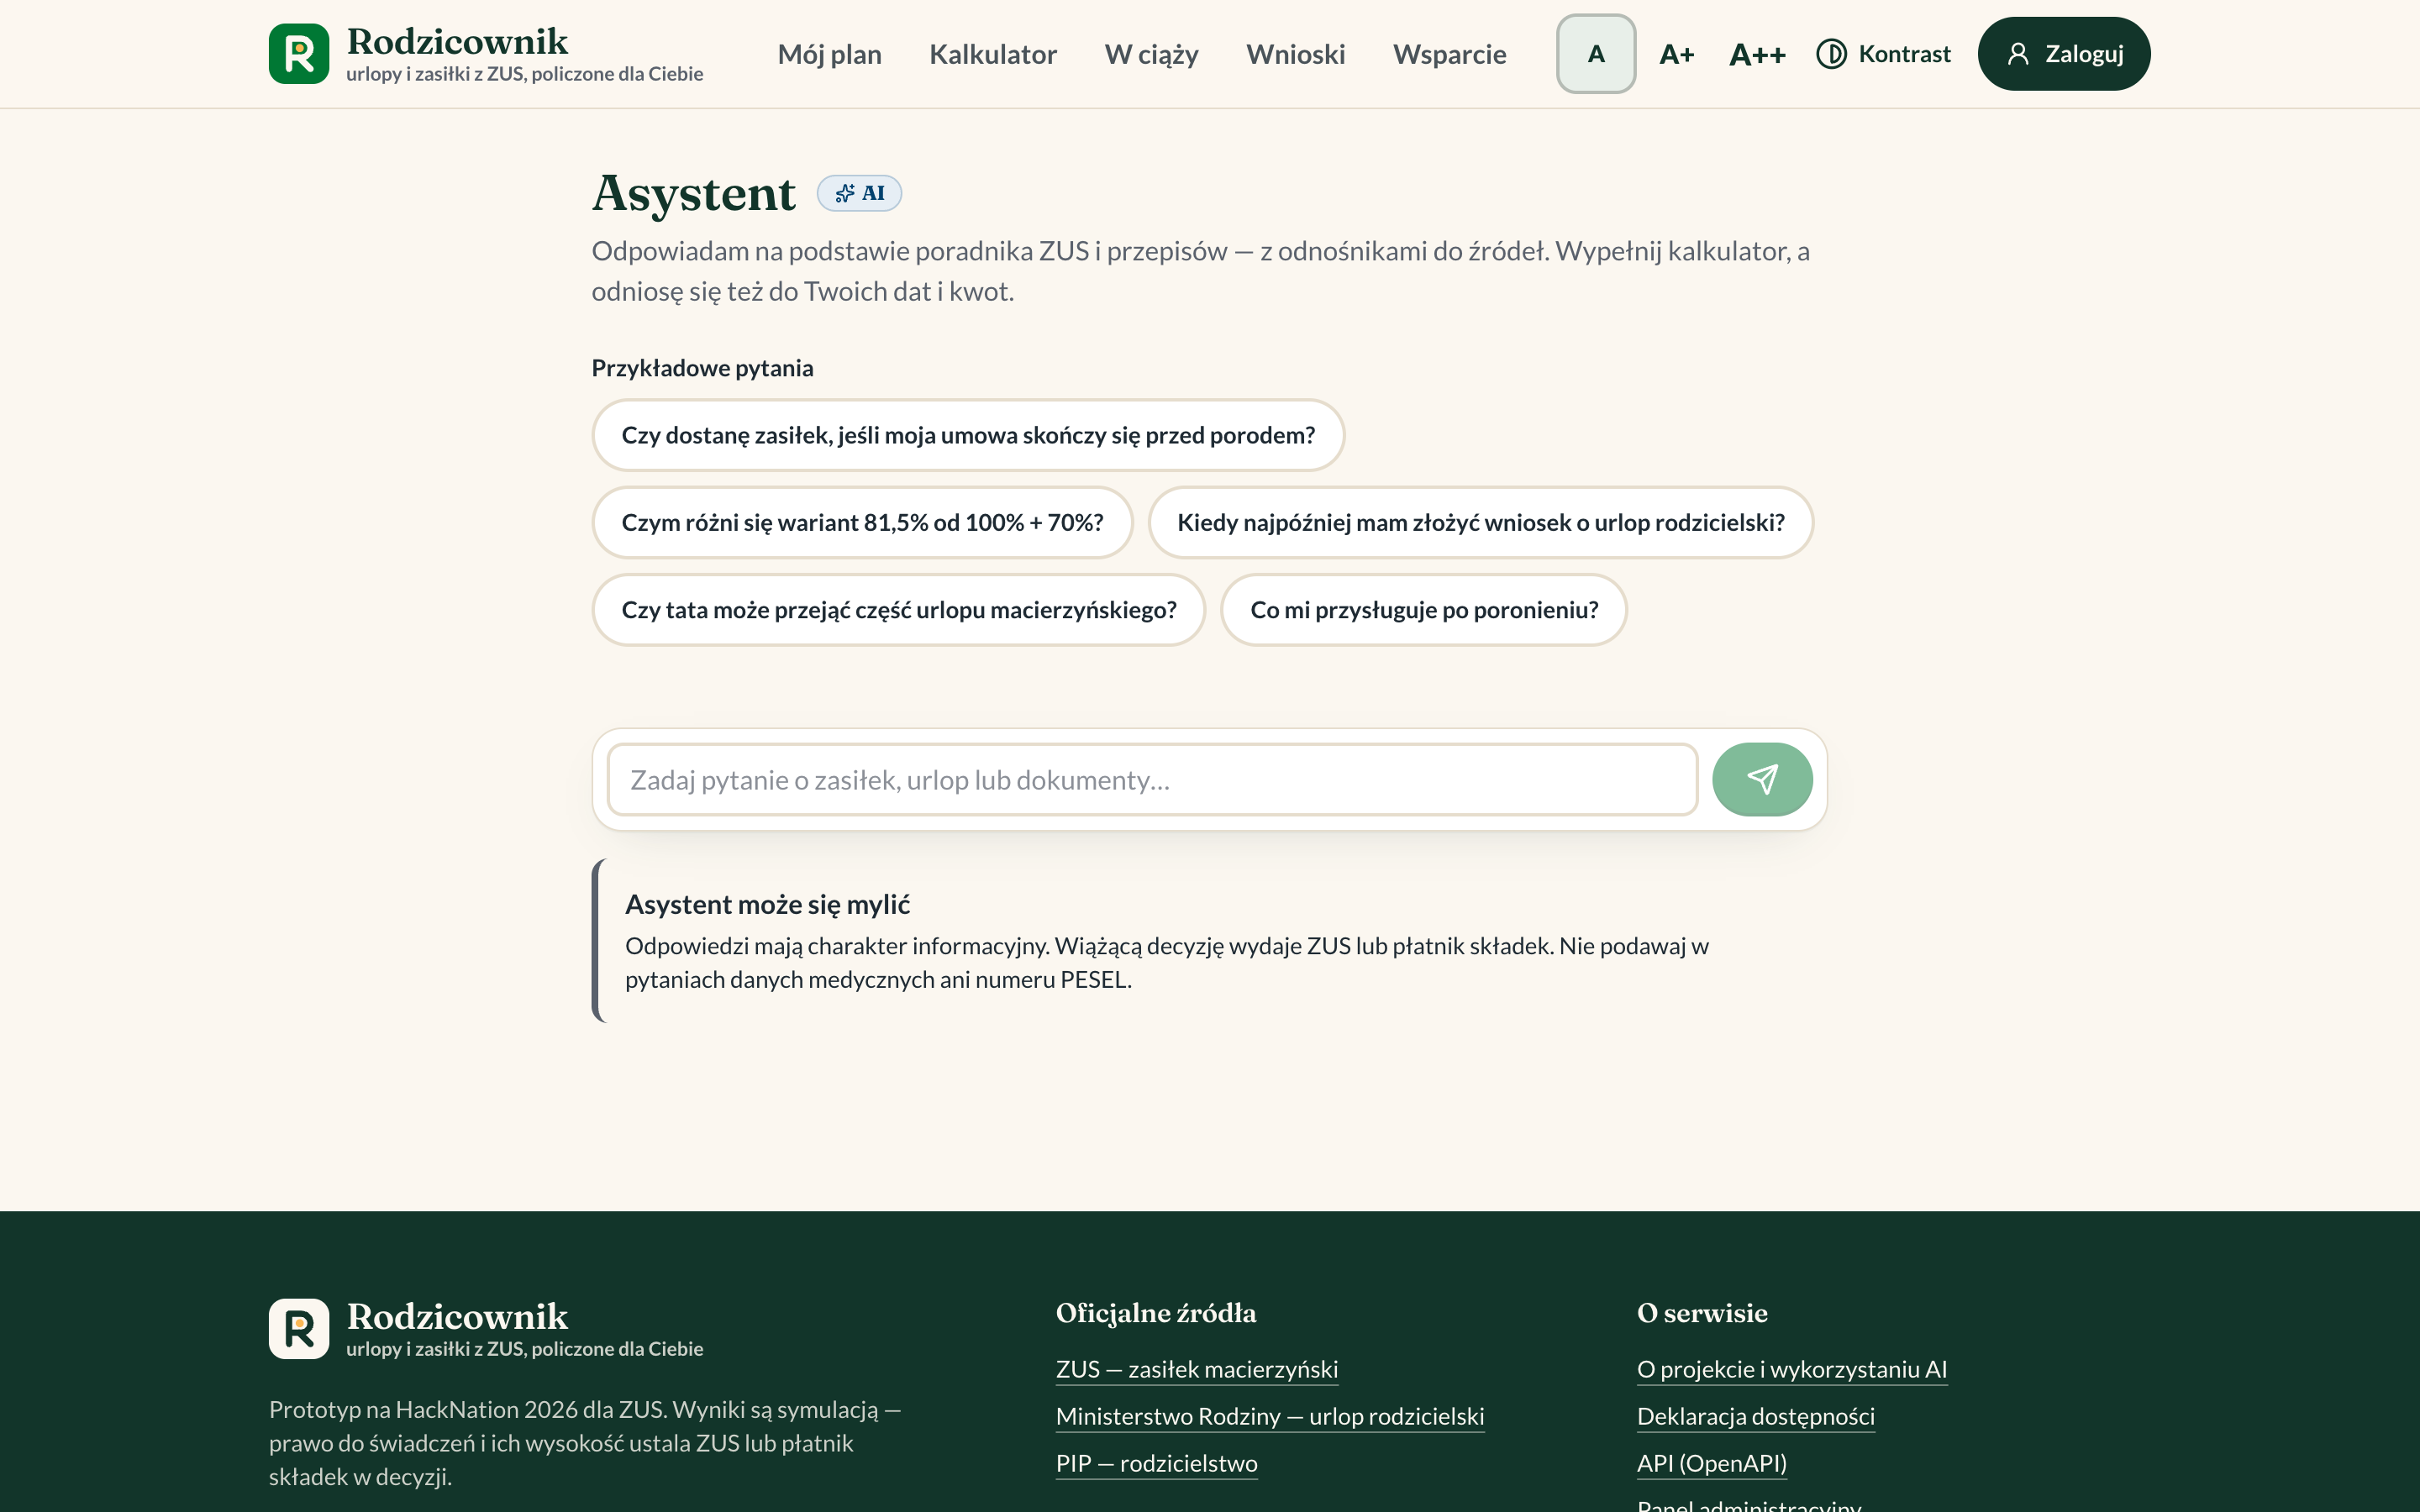 Rodzicownik
urlopy i zasiłki z ZUS, policzone dla Ciebie
Mój plan
Kalkulator
W ciąży
Wnioski
Wsparcie
A
A+
A++
Kontrast
Zaloguj
Asystent
AI
Odpowiadam na podstawie poradnika ZUS i przepisów — z odnośnikami do źródeł. Wypełnij kalkulator, a
odniosę się też do Twoich dat i kwot.
Przykładowe pytania
Czy dostanę zasiłek, jeśli moja umowa skończy się przed porodem?
Czym różni się wariant 81,5% od 100% + 70%?
Kiedy najpóźniej mam złożyć wniosek o urlop rodzicielski?
Czy tata może przejąć część urlopu macierzyńskiego?
Co mi przysługuje po poronieniu?
Zadaj pytanie o zasiłek, urlop lub dokumenty...
Asystent może się mylić
Odpowiedzi mają charakter informacyjny. Wiążącą decyzję wydaje ZUS lub płatnik składek. Nie podawaj w
pytaniach danych medycznych ani numeru PESEL.
Rodzicownik
urlopy i zasiłki z ZUS, policzone dla Ciebie
Prototyp na HackNation 2026 dla ZUS. Wyniki są symulacją —
prawo do świadczeń i ich wysokość ustala ZUS lub płatnik
składek w decyzji.
Oficjalne źródła
ZUS — zasiłek macierzyński
Ministerstwo Rodziny — urlop rodzicielski
PIP — rodzicielstwo
O serwisie
O projekcie i wykorzystaniu AI
Deklaracja dostępności
API (OpenAPI)
Panel administracyjny